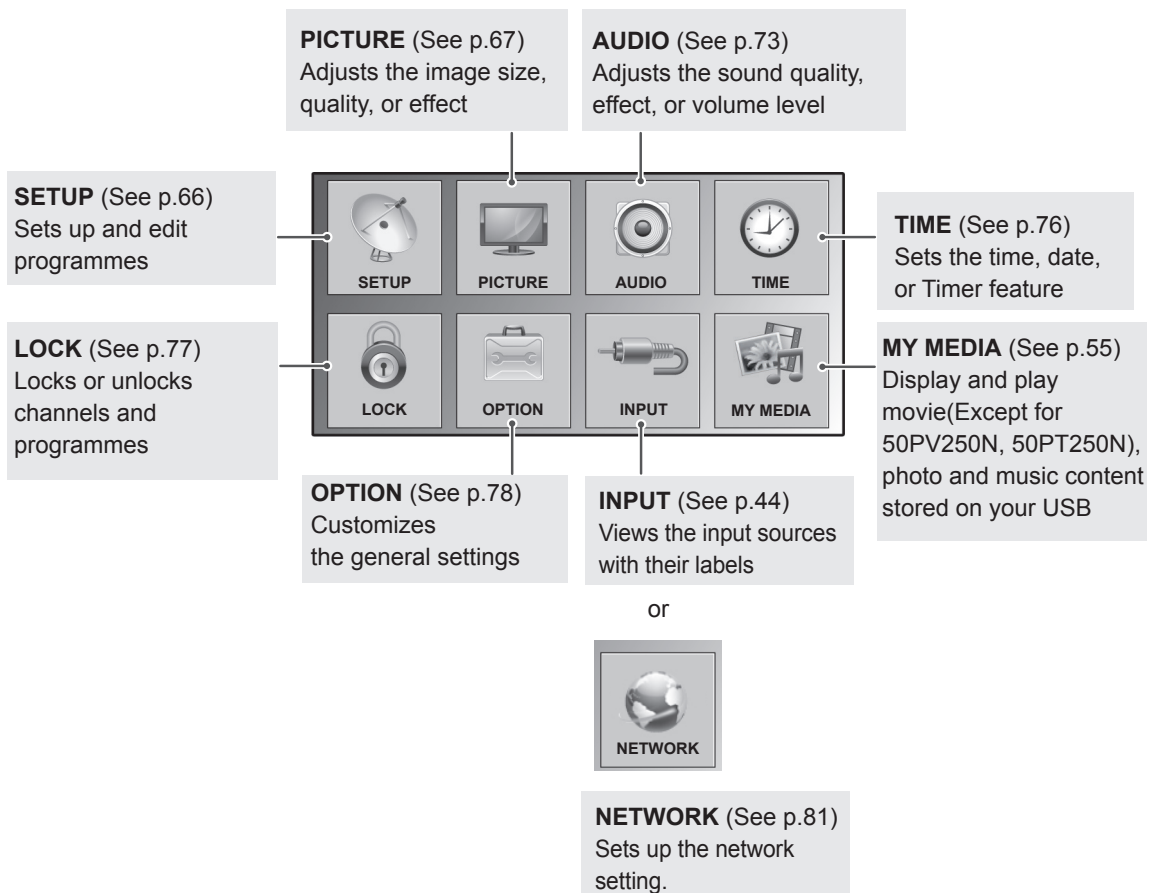 PICTURE (See p.67)
Adjusts the image size,
quality, or effect
AUDIO (See p.73)
Adjusts the sound quality,
effect, or volume level
SETUP (See p.66)
Sets up and edit
programmes
SETUP
PICTURE
AUDIO
TIME
TIME (See p.76)
Sets the time, date,
or Timer feature
LOCK (See p.77)
Locks or unlocks
channels and
programmes
LOCK
OPTION
INPUT
MY MEDIA
MY MEDIA (See p.55)
Display and play
movie(Except for
50PV250N, 50PT250N),
photo and music content
stored on your USB
OPTION (See p.78)
Customizes
the general settings
INPUT (See p.44)
Views the input sources
with their labels
or
NETWORK
NETWORK (See p.81)
Sets up the network
setting.